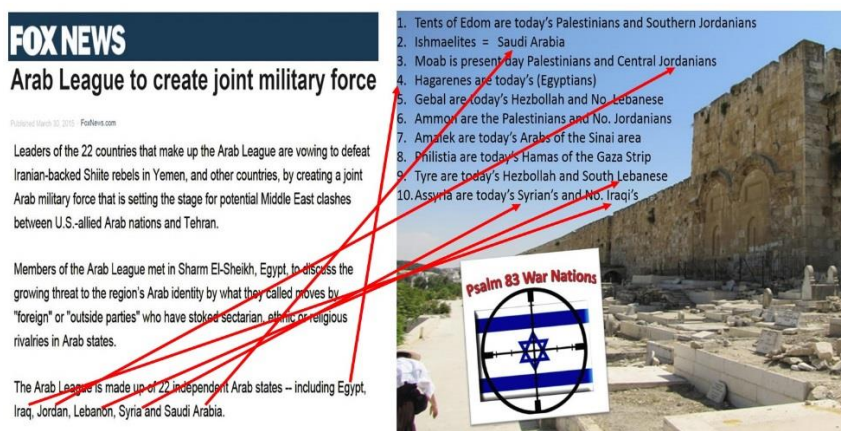 FOX NEWS
Arab League to create joint military force
Published March 30, 2015 · FoxNews.com
Leaders of the 22 countries that make up the Arab League are vowing to defeat
Iranian-backed Shiite rebels in Yemen, and other countries, by creating a joint
Arab military force that is setting the stage for potential Middle East clashes
between U.S.-allied Arab nations and Tehran.
Members of the Arab League met in Sharm El-Sheikh, Egypt, to discuss the
growing threat to the region's Arab identity by what they called moves by
"foreign" or "outside parties" who have stoked sectarian, ethnic or religious
rivalries in Arab states.
The Arab League is made up of 22 independent Arab states -- including Egypt,
Iraq, Jordan, Lebanon, Syria and Saudi Arabia.
1. Tents of Edom are today's Palestinians and Southern Jordanians
2. Ishmaelites = Saudi Arabia
3. Moab is present day Palestinians and Central Jordanians
4. Hagarenes are today's (Egyptians)
5. Gebal are today's Hezbollah and No. Lebanese
6. Ammon are the Palestinians and No. Jordanians
7. Amalek are today's Arabs of the Sinai area
8. Philistia are today's Hamas of the Gaza Strip
9. Tyre are today's Hezbollah and South Lebanese
10. Assyria are today's Syrian's and No. Iraqi's
Psalm 83 War Nations